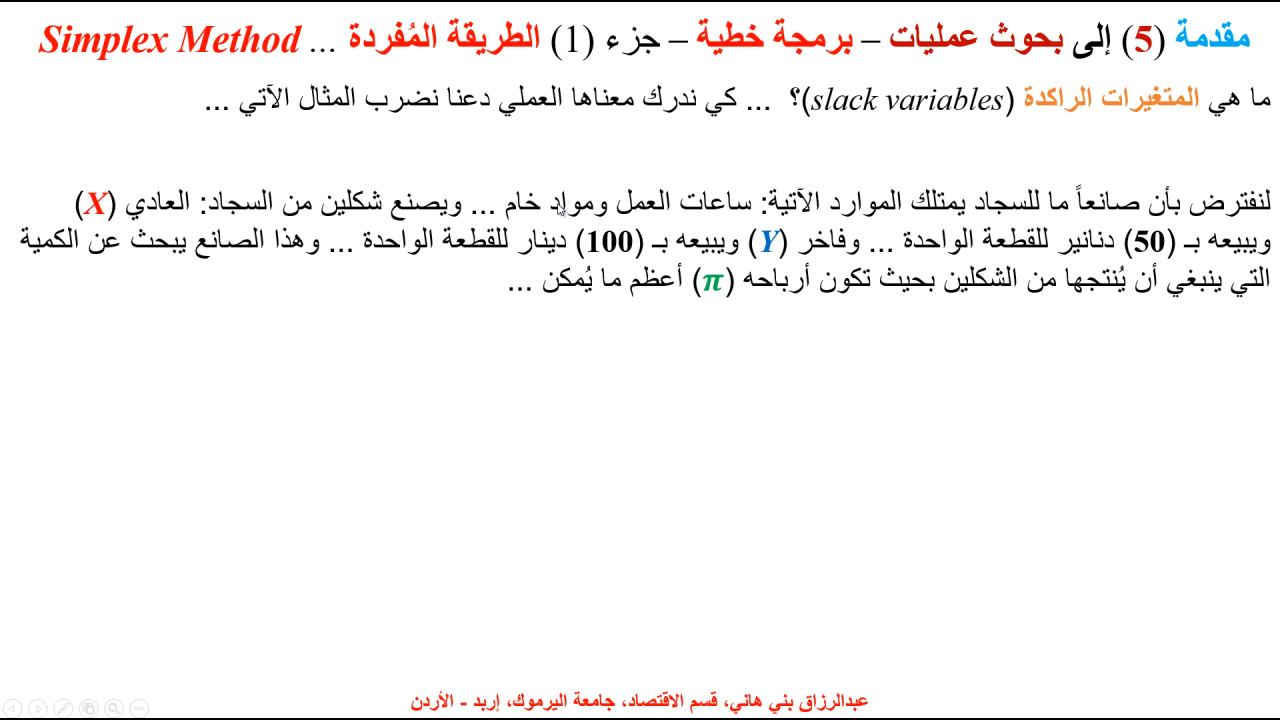 مقدمة (5) إلى بحوث عمليات – برمجة خطية – جزء (1) الطريقة المُفردة ... Simplex Method
ما هي المتغيرات الراكدة (slack variables)؟ ... كي ندرك معناها العملي دعنا نضرب المثال الآتي ...
لنفترض بأن صانعاً ما للسجاد يمتلك الموارد الآتية: ساعات العمل ومواد خام ... ويصنع شكلين من السجاد: العادي (X)
ويبيعه بـ (50) دنانير للقطعة الواحدة ... وفاخر (Y) ويبيعه بـ (100) دينار للقطعة الواحدة ... وهذا الصانع يبحث عن الكمية
التي ينبغي أن يُنتجها من الشكلين بحيث تكون أرباحه (π) أعظم ما يُمكن ...
عبدالرزاق بني هاني، قسم الاقتصاد، جامعة اليرموك، إربد - الأردن